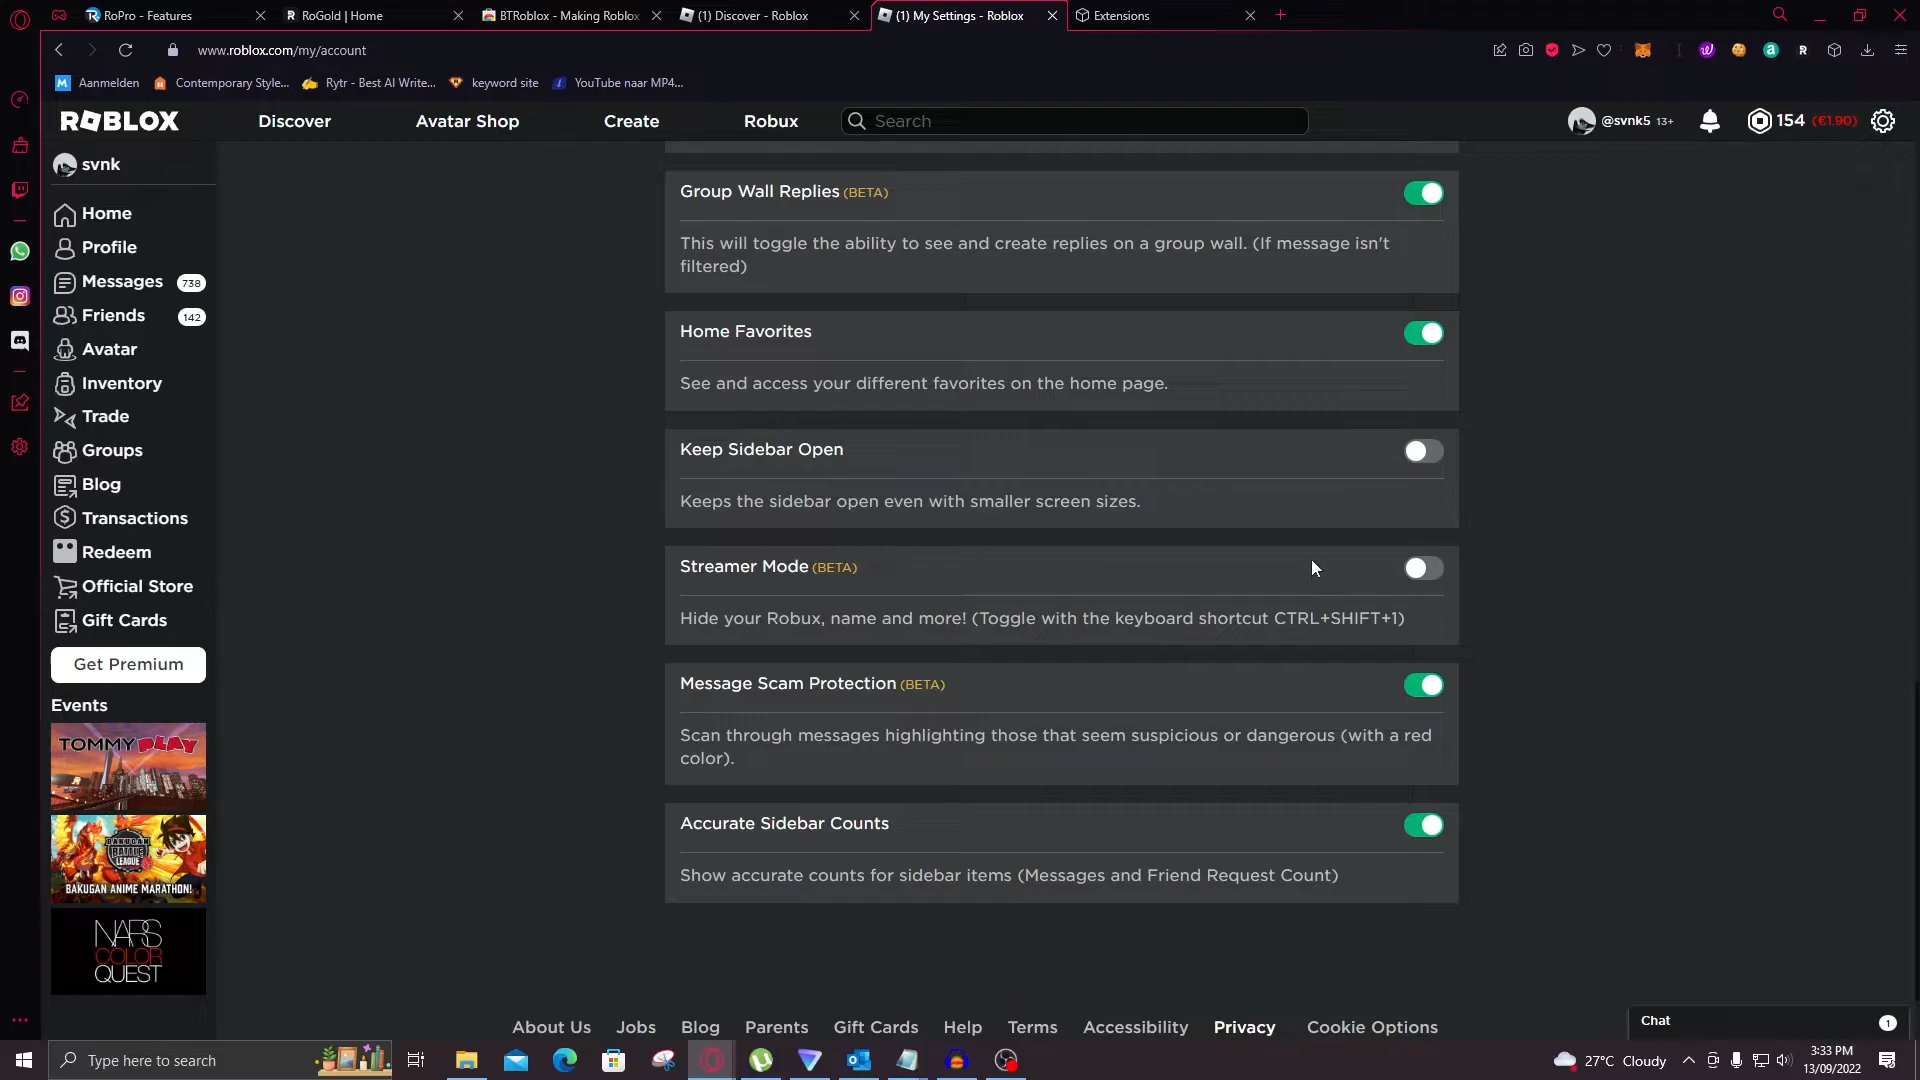 RoPro - Features
RoGold | Home
BTRoblox - Making Roblox
(1) Discover - Roblox
(1) My Settings - Roblox
Extensions
www.roblox.com/my/account
Aanmelden
Contemporary Style...
Rytr - Best AI Write...
keyword site
YouTube naar MP4...
ROBLOX
Discover
Avatar Shop
Create
Robux
Search
@svnk5 13+
154 (€1.90)
svnk
Home
Profile
Messages 738
Friends 142
Avatar
Inventory
Trade
Groups
Blog
Transactions
Redeem
Official Store
Gift Cards
Get Premium
Events
TOMMY PLAY
BAKUGAN
BATTLE
LEAGUE
BAKUGAN ANIME MARATHON!
NARS
COLOR
QUEST
Group Wall Replies (BETA)
This will toggle the ability to see and create replies on a group wall. (If message isn't
filtered)
Home Favorites
See and access your different favorites on the home page.
Keep Sidebar Open
Keeps the sidebar open even with smaller screen sizes.
Streamer Mode (BETA)
Hide your Robux, name and more! (Toggle with the keyboard shortcut CTRL+SHIFT+1)
Message Scam Protection (BETA)
Scan through messages highlighting those that seem suspicious or dangerous (with a red
color).
Accurate Sidebar Counts
Show accurate counts for sidebar items (Messages and Friend Request Count)
About Us
Jobs
Blog
Parents
Gift Cards
Help
Terms
Accessibility
Privacy
Cookie Options
Chat
1
Type here to search
27°C Cloudy
3:33 PM
13/09/2022